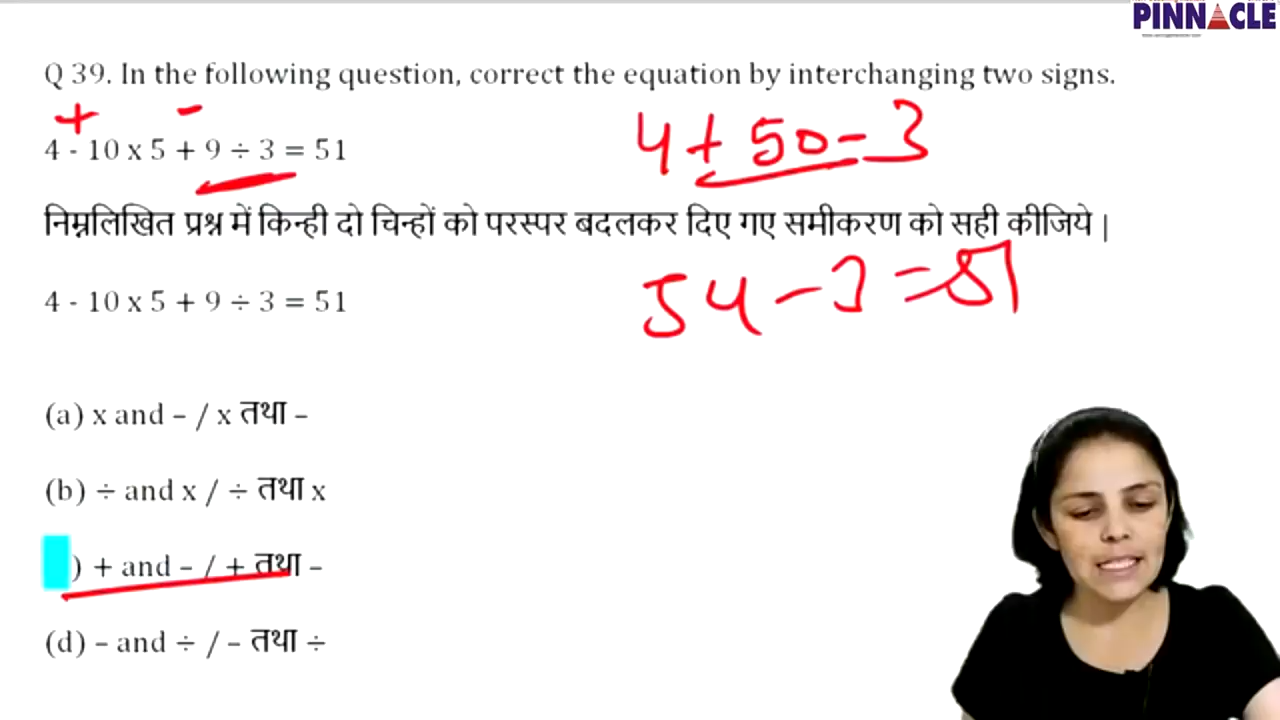 PINNACLE
Q 39. In the following question, correct the equation by interchanging two signs.
+ -
4 - 10 x 5 + 9 ÷ 3 = 51
4 + 50 - 3
निम्नलिखित प्रश्न में किन्ही दो चिन्हों को परस्पर बदलकर दिए गए समीकरण को सही कीजिये |
54 - 3 = 51
4 - 10 x 5 + 9 ÷ 3 = 51
(a) x and – / x तथा –
(b) ÷ and x / ÷ तथा x
) + and – / + तथा –
(d) – and ÷ / – तथा ÷